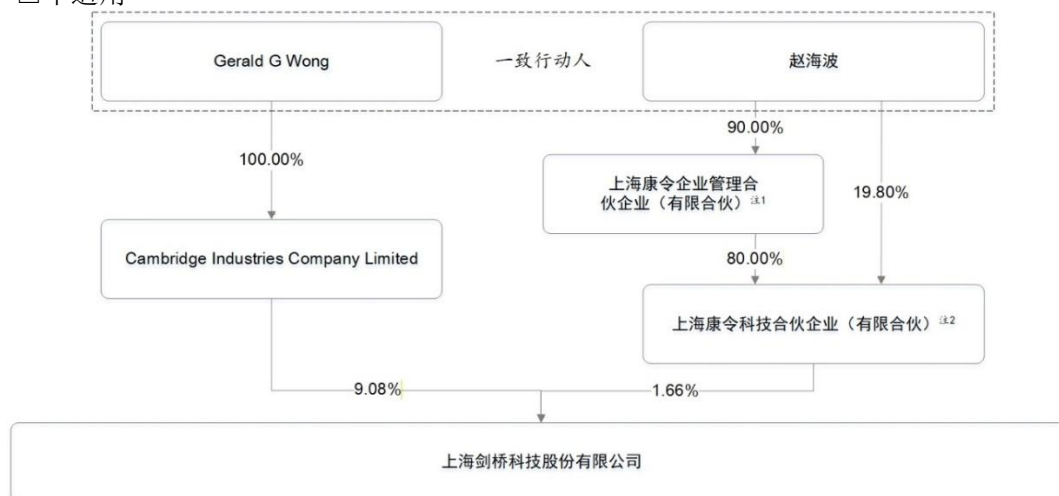 □不适用
Gerald G Wong
一致行动人
赵海波
90.00%
100.00%
上海康令企业管理合
伙企业（有限合伙）注1
19.80%
Cambridge Industries Company Limited
80.00%
上海康令科技合伙企业（有限合伙）注2
9.08%
1.66%
上海剑桥科技股份有限公司